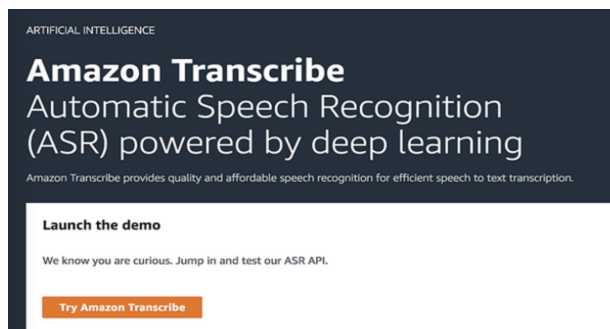 ARTIFICIAL INTELLIGENCE
Amazon Transcribe
Automatic Speech Recognition
(ASR) powered by deep learning
Amazon Transcribe provides quality and affordable speech recognition for efficient speech to text transcription.
Launch the demo
We know you are curious. Jump in and test our ASR API.
Try Amazon Transcribe